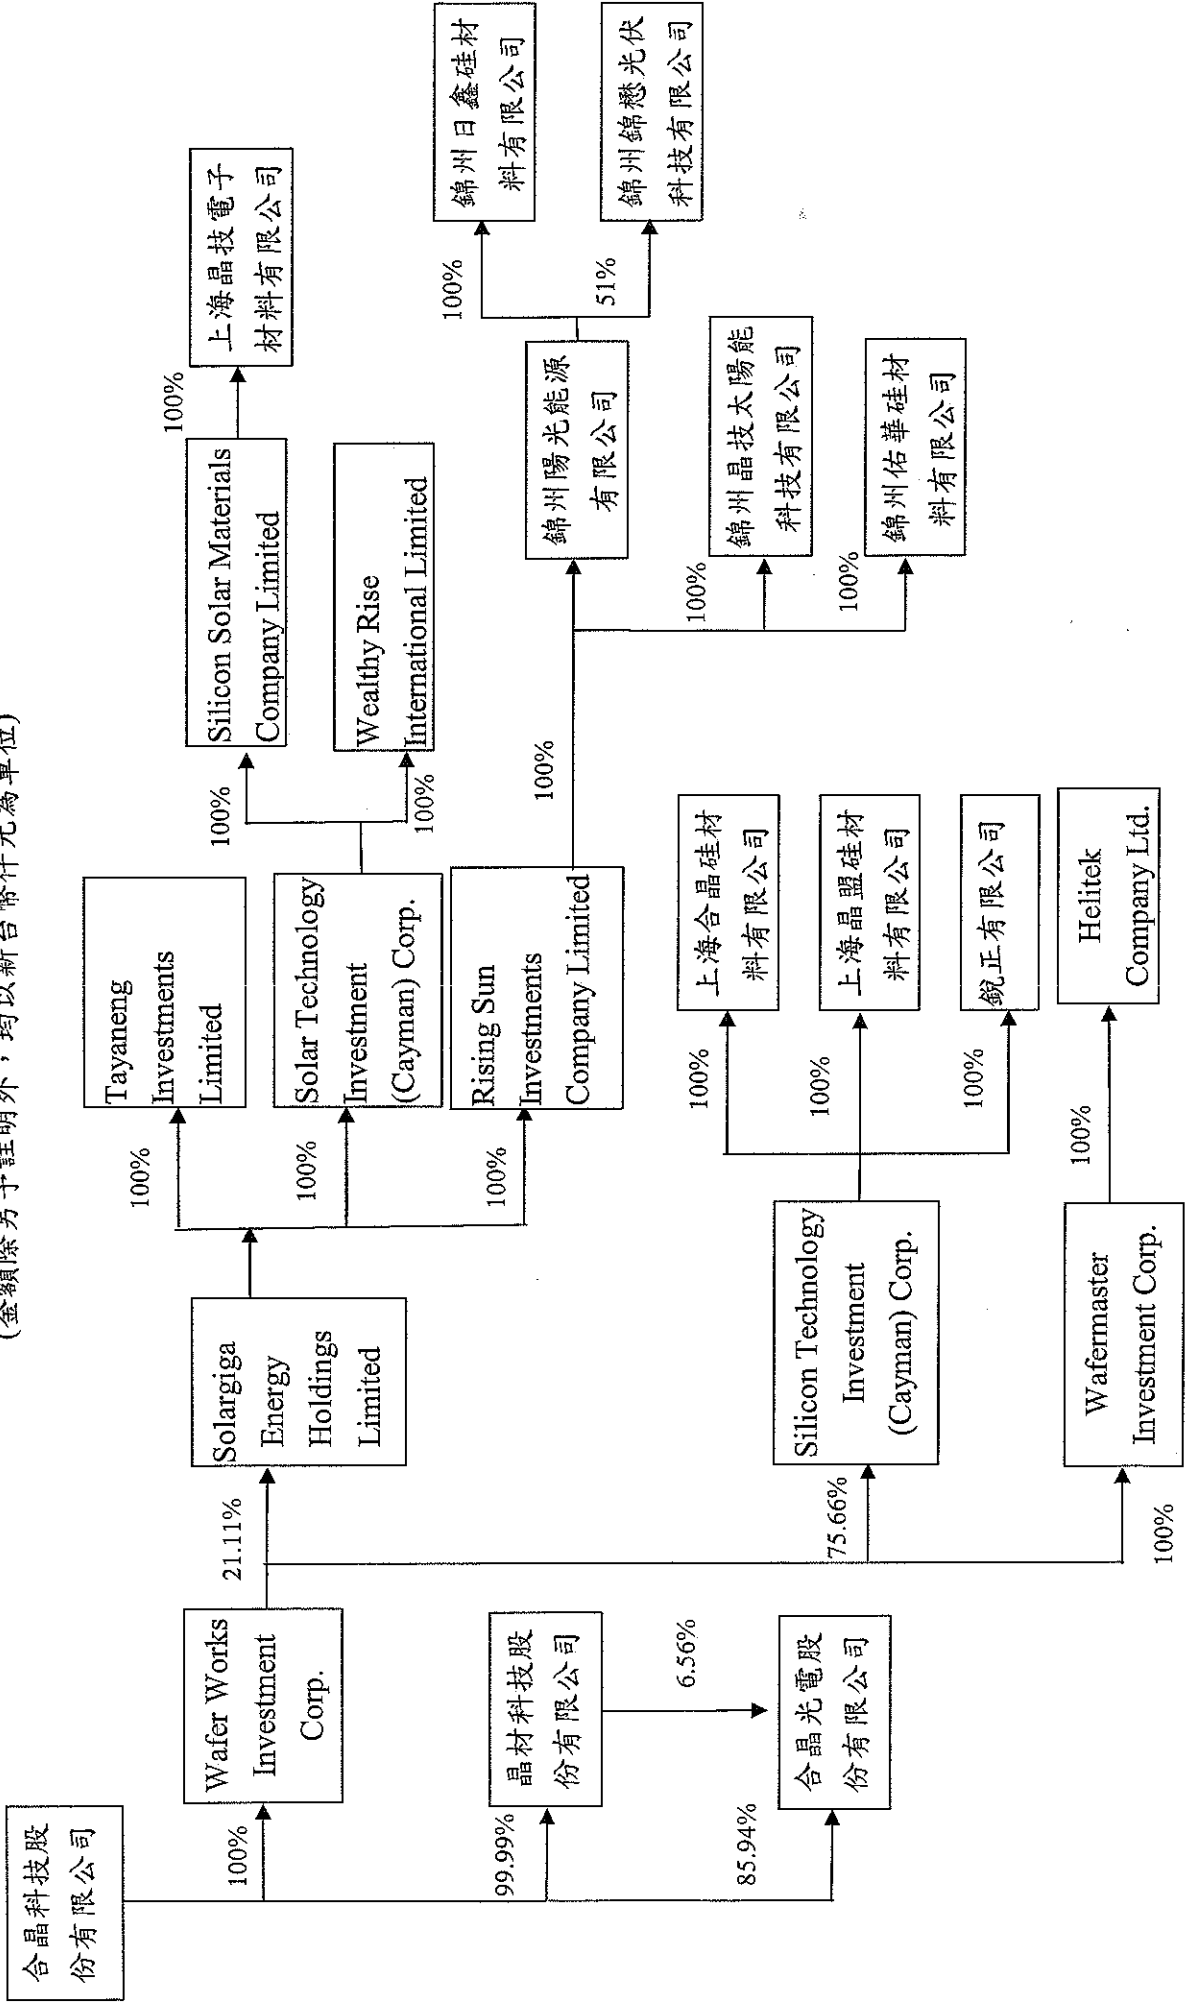 (金額除另予註明外，均以新台幣仟元為單位)
合晶科技股
份有限公司
100%
Wafer Works
Investment
Corp.
99.99%
晶材科技股
份有限公司
6.56%
85.94%
合晶光電股
份有限公司
21.11%
Solargiga
Energy
Holdings
Limited
75.66%
Silicon Technology
Investment
(Cayman) Corp.
100%
Wafermaster
Investment Corp.
100%
Tayaneng
Investments
Limited
100%
Solar Technology
Investment
(Cayman) Corp.
100%
Rising Sun
Investments
Company Limited
100%
上海合晶硅材
料有限公司
100%
上海晶盟硅材
料有限公司
100%
銳正有限公司
100%
Helitek
Company Ltd.
100%
Silicon Solar Materials
Company Limited
100%
Wealthy Rise
International Limited
100%
上海晶技電子
材料有限公司
100%
錦州陽光能源
有限公司
100%
錦州晶技太陽能
科技有限公司
100%
錦州佑華硅材
料有限公司
100%
錦州日鑫硅材
料有限公司
51%
錦州錦懋光伏
科技有限公司